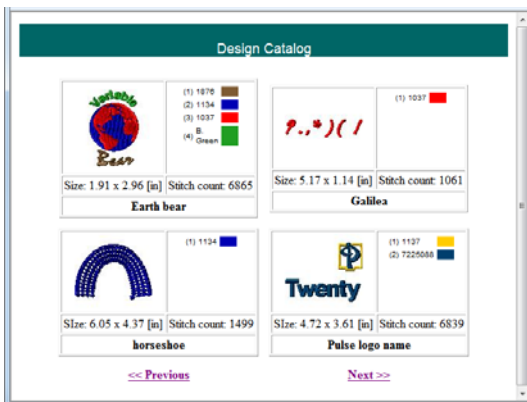 Design Catalog
Variable
Bear
(1) 1876
(2) 1134
(3) 1037
(4) B. Green
Size: 1.91 x 2.96 [in] Stitch count: 6865
Earth bear
? . , * ) ( /
(1) 1037
Size: 5.17 x 1.14 [in] Stitch count: 1061
Galilea
(1) 1134
SIze: 6.05 x 4.37 [in] Stitch count: 1499
horseshoe
Twenty
(1) 1137
(2) 7225088
Size: 4.72 x 3.61 [in] Stitch count: 6839
Pulse logo name
<< Previous
Next >>